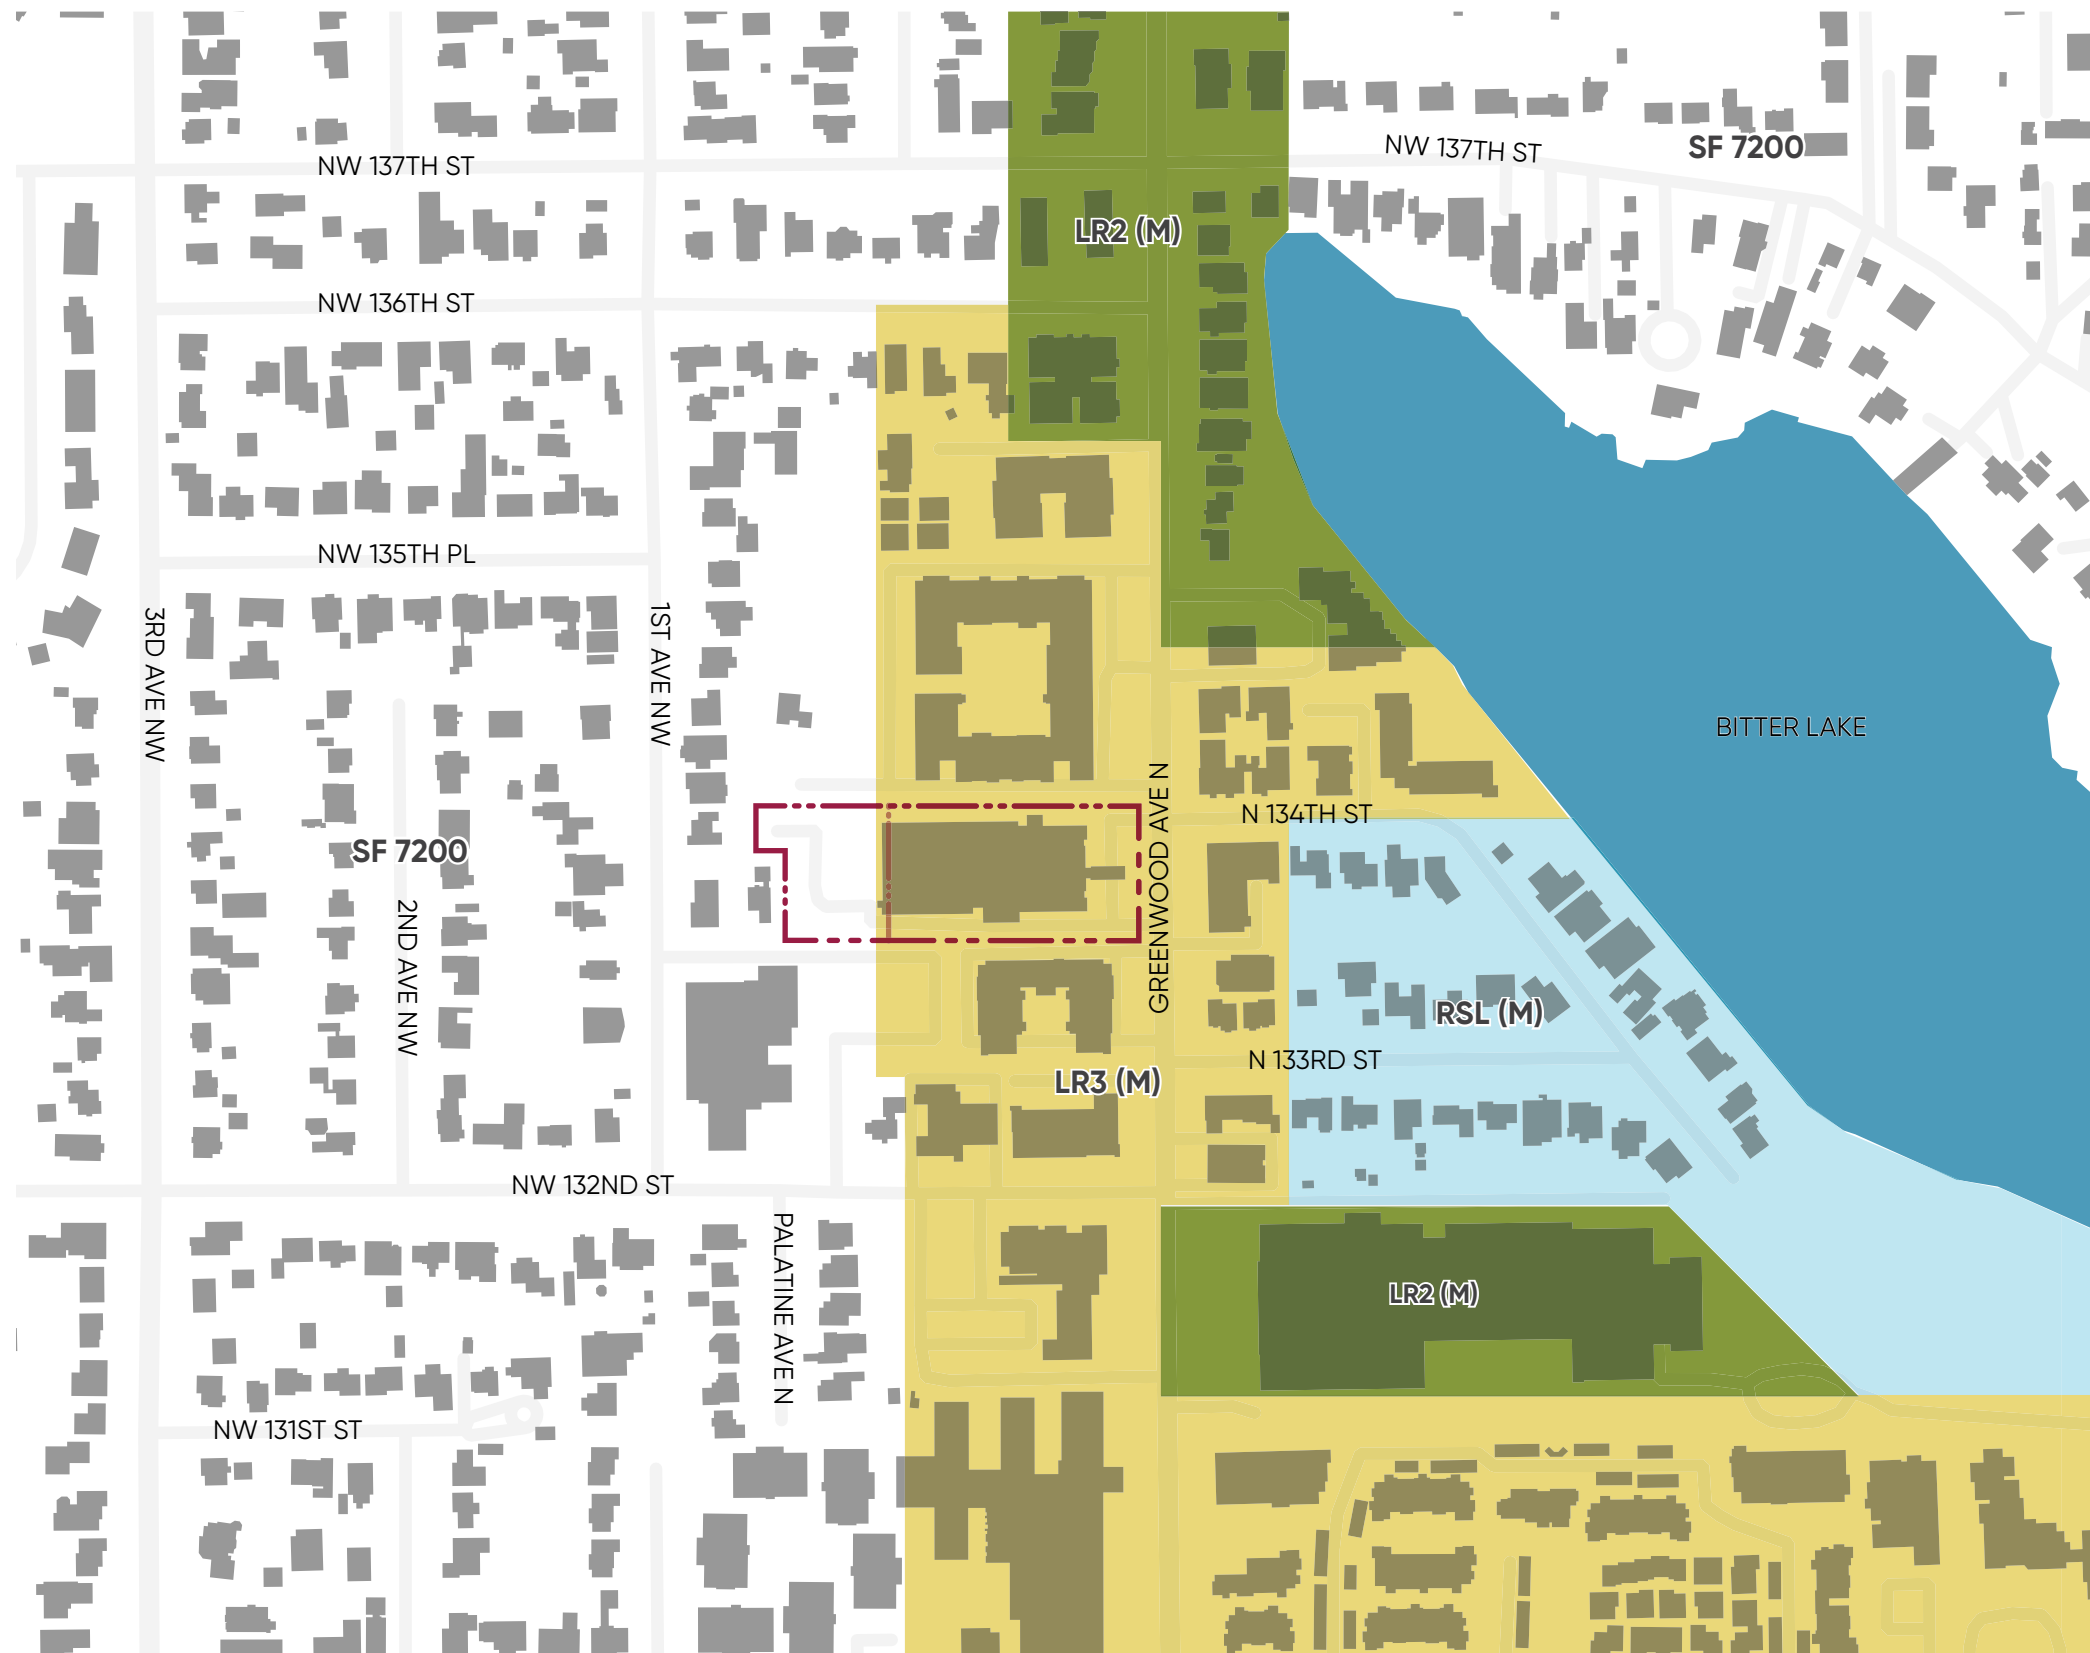 NW 137TH ST
SF 7200
NW 137TH ST
LR2 (M)
NW 136TH ST
NW 135TH PL
3RD AVE NW
1ST AVE NW
BITTER LAKE
GREENWOOD AVE N
N 134TH ST
SF 7200
2ND AVE NW
RSL (M)
N 133RD ST
LR3 (M)
NW 132ND ST
PALATINE AVE N
LR2 (M)
NW 131ST ST